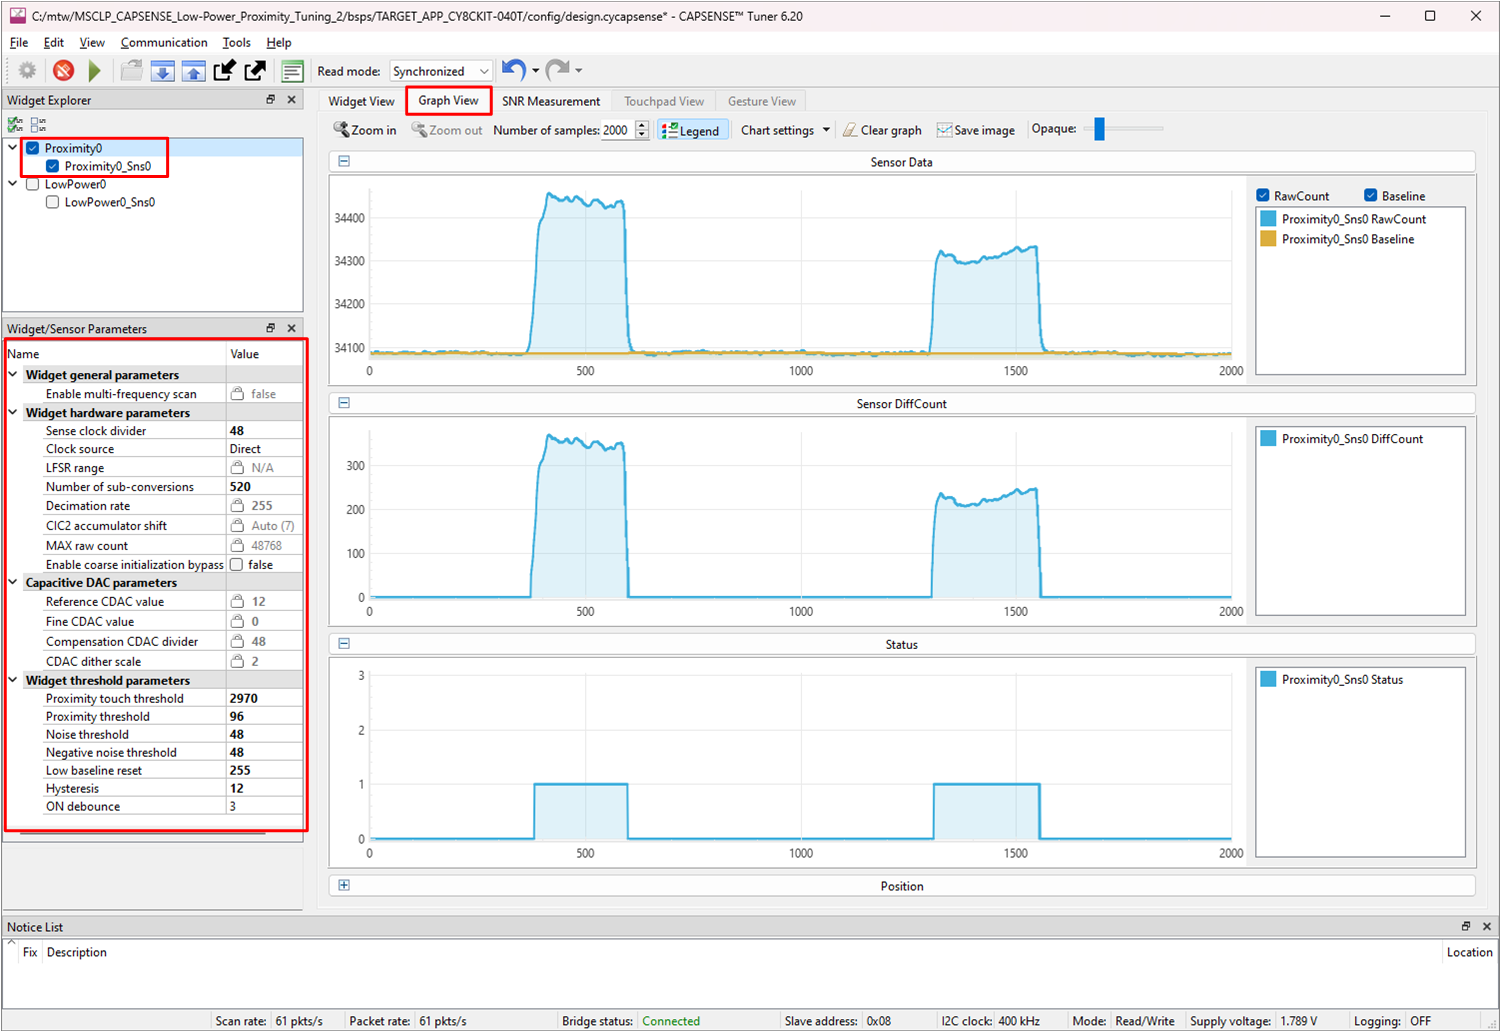 C:/mtw/MSCLP_CAPSENSE_Low-Power_Proximity_Tuning_2/bsps/TARGET_APP_CY8CKIT-040T/config/design.cycapsense* - CAPSENSE™ Tuner 6.20
File Edit View Communication Tools Help
Read mode: Synchronized
Widget Explorer
Proximity0
Proximity0_Sns0
LowPower0
LowPower0_Sns0
Widget/Sensor Parameters
Name Value
Widget general parameters
Enable multi-frequency scan false
Widget hardware parameters
Sense clock divider 48
Clock source Direct
LFSR range N/A
Number of sub-conversions 520
Decimation rate 255
CIC2 accumulator shift Auto (7)
MAX raw count 48768
Enable coarse initialization bypass false
Capacitive DAC parameters
Reference CDAC value 12
Fine CDAC value 0
Compensation CDAC divider 48
CDAC dither scale 2
Widget threshold parameters
Proximity touch threshold 2970
Proximity threshold 96
Noise threshold 48
Negative noise threshold 48
Low baseline reset 255
Hysteresis 12
ON debounce 3
Widget View Graph View SNR Measurement Touchpad View Gesture View
Zoom in Zoom out Number of samples: 2000 Legend Chart settings Clear graph Save image Opaque:
Sensor Data
34400
34300
34200
34100
0 500 1000 1500 2000
RawCount Baseline
Proximity0_Sns0 RawCount
Proximity0_Sns0 Baseline
Sensor DiffCount
300
200
100
0
0 500 1000 1500 2000
Proximity0_Sns0 DiffCount
Status
3
2
1
0
0 500 1000 1500 2000
Proximity0_Sns0 Status
Position
Notice List
Fix Description Location
Scan rate: 61 pkts/s Packet rate: 61 pkts/s Bridge status: Connected Slave address: 0x08 I2C clock: 400 kHz Mode: Read/Write Supply voltage: 1.789 V Logging: OFF